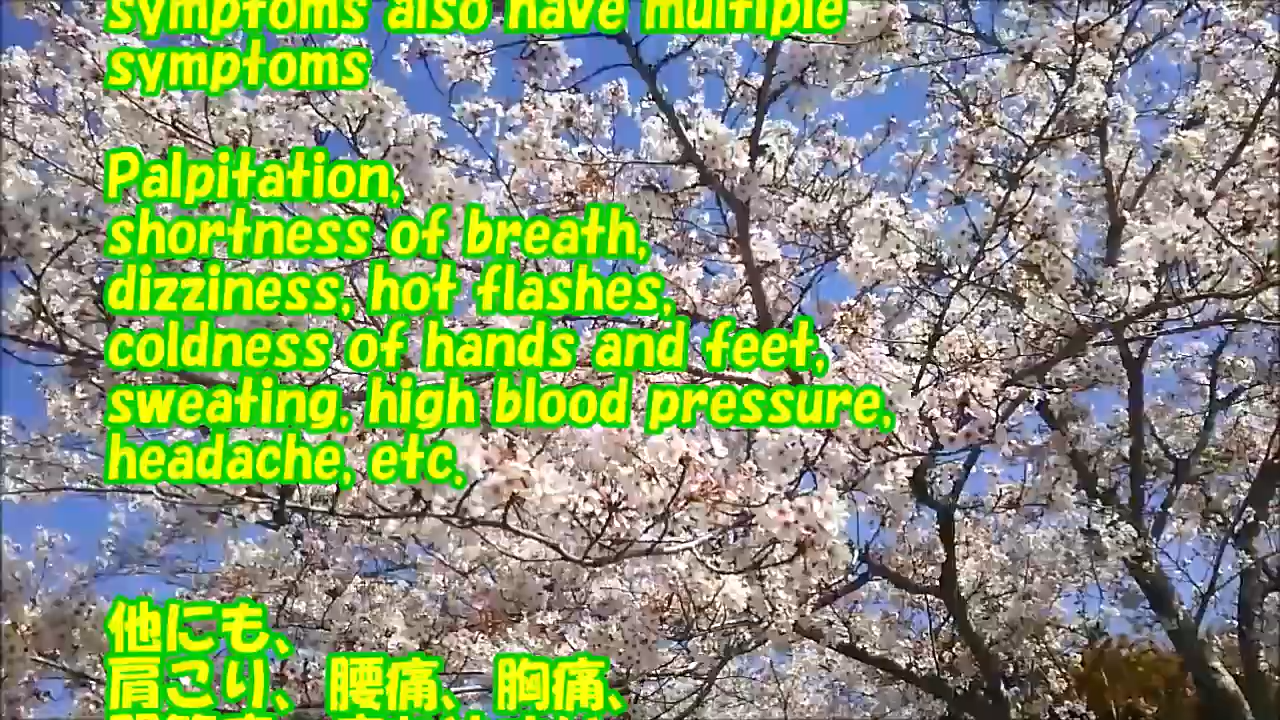 symptoms also have multiple
symptoms
Palpitation,
shortness of breath,
dizziness, hot flashes,
coldness of hands and feet,
sweating, high blood pressure,
headache, etc.
他にも、
肩こり、腰痛、胸痛、